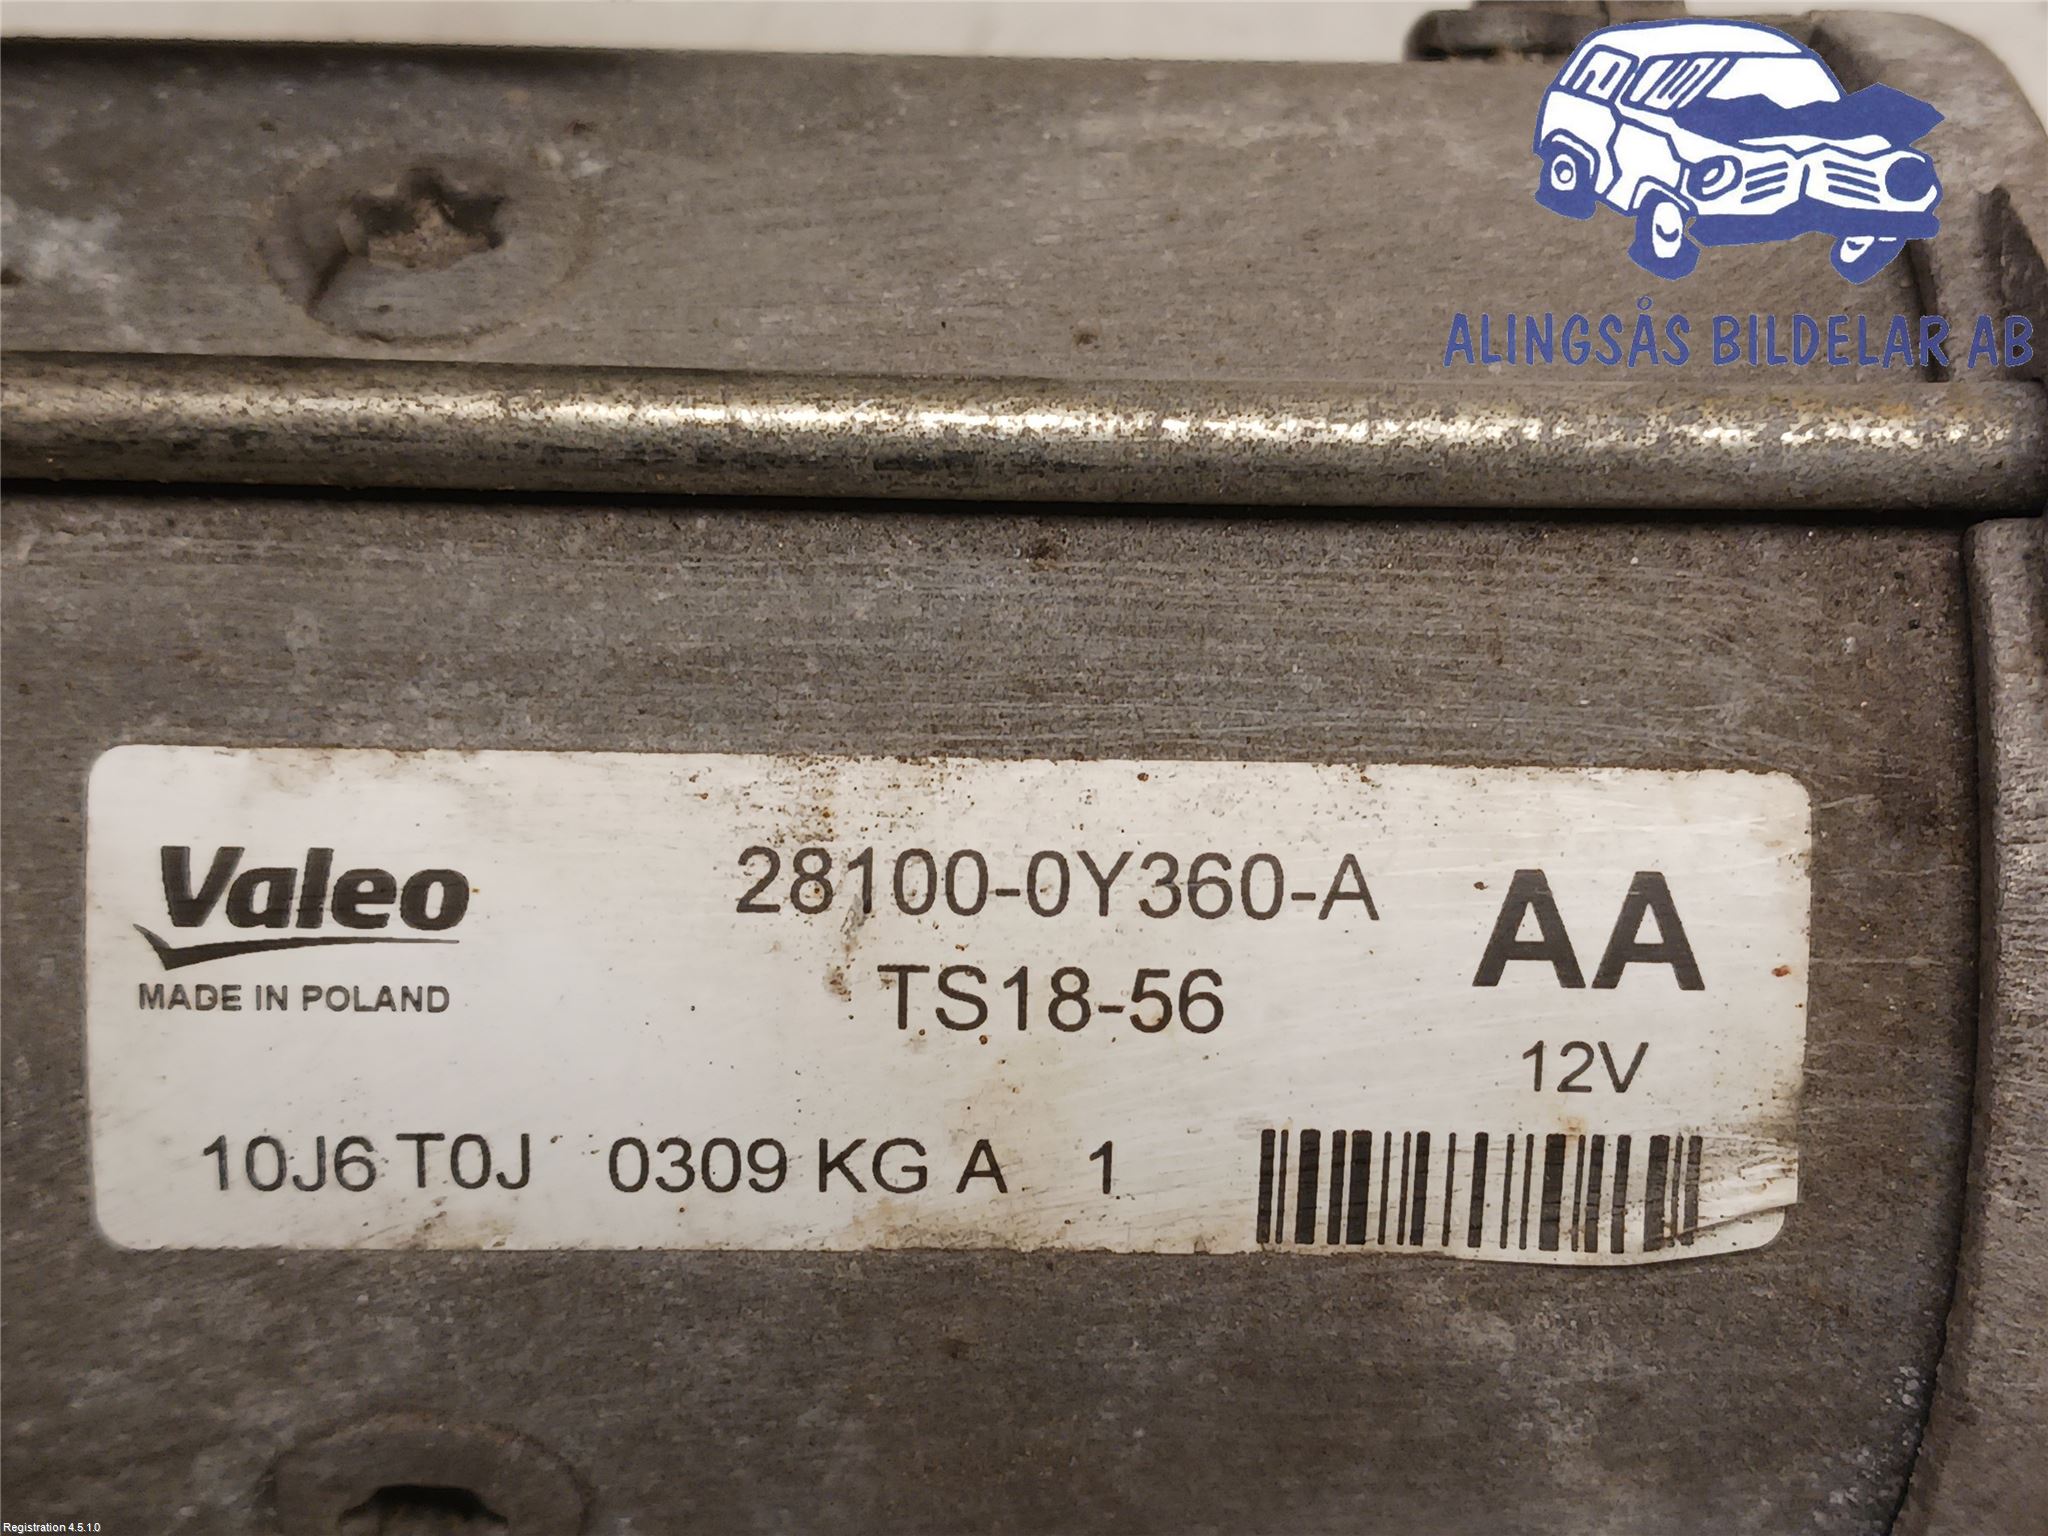 ALINGSÅS BILDELAR AB
Valeo
MADE IN POLAND
28100-0Y360-A
TS18-56
AA
12V
10J6 T0J 0309 KG A 1
Registration 4.5.1.0